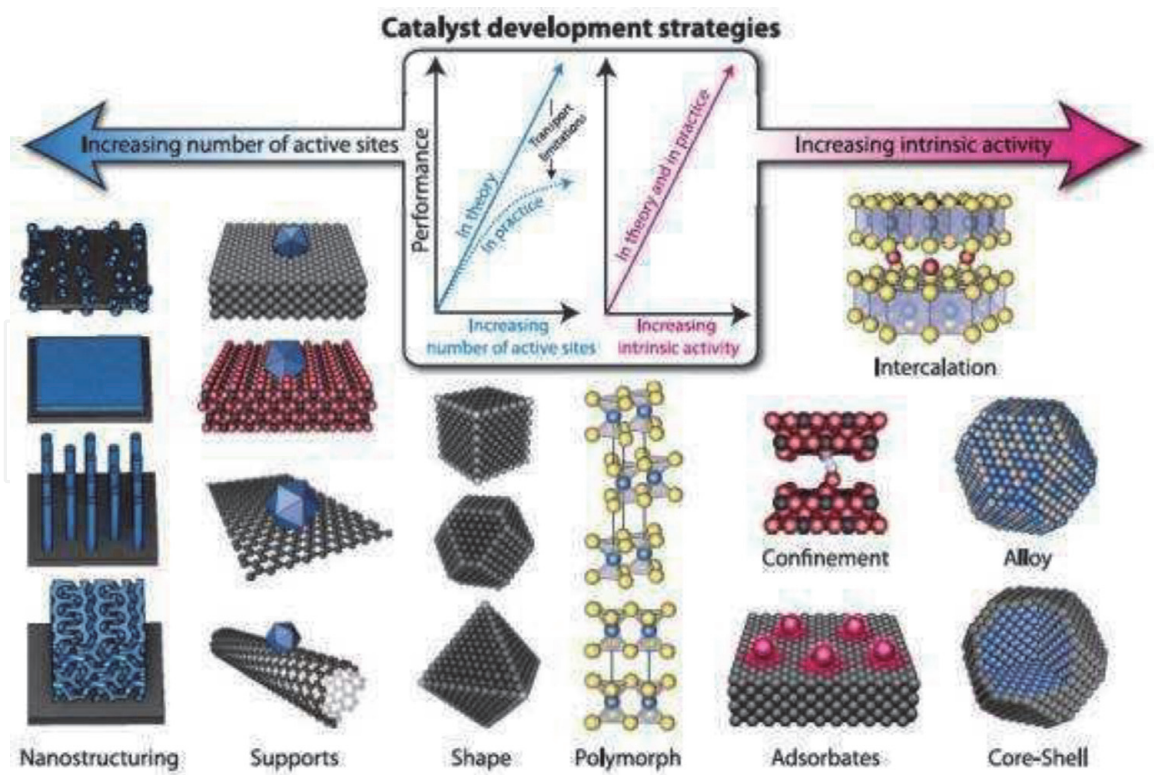 Catalyst development strategies
Increasing number of active sites
Performance
In theory
In practice
Transport
limitations
Increasing
number of active sites
In theory and in practice
Increasing
intrinsic activity
Increasing intrinsic activity
Intercalation
Confinement
Alloy
Nanostructuring
Supports
Shape
Polymorph
Adsorbates
Core-Shell